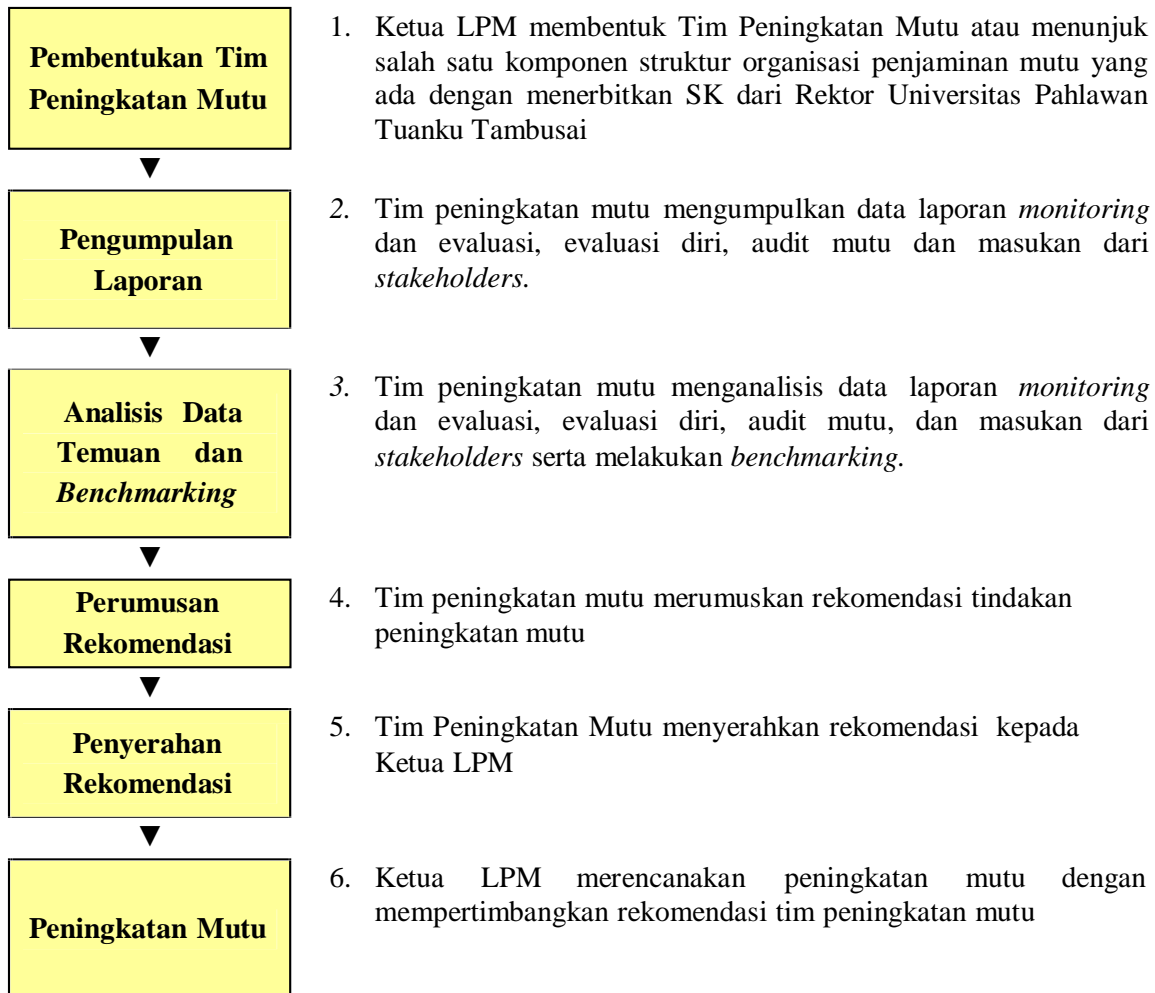 Pembentukan Tim
Peningkatan Mutu
1. Ketua LPM membentuk Tim Peningkatan Mutu atau menunjuk
salah satu komponen struktur organisasi penjaminan mutu yang
ada dengan menerbitkan SK dari Rektor Universitas Pahlawan
Tuanku Tambusai
Pengumpulan
Laporan
2. Tim peningkatan mutu mengumpulkan data laporan monitoring
dan evaluasi, evaluasi diri, audit mutu dan masukan dari
stakeholders.
Analisis Data
Temuan dan
Benchmarking
3. Tim peningkatan mutu menganalisis data laporan monitoring
dan evaluasi, evaluasi diri, audit mutu, dan masukan dari
stakeholders serta melakukan benchmarking.
Perumusan
Rekomendasi
4. Tim peningkatan mutu merumuskan rekomendasi tindakan
peningkatan mutu
Penyerahan
Rekomendasi
5. Tim Peningkatan Mutu menyerahkan rekomendasi kepada
Ketua LPM
Peningkatan Mutu
6. Ketua LPM merencanakan peningkatan mutu dengan
mempertimbangkan rekomendasi tim peningkatan mutu